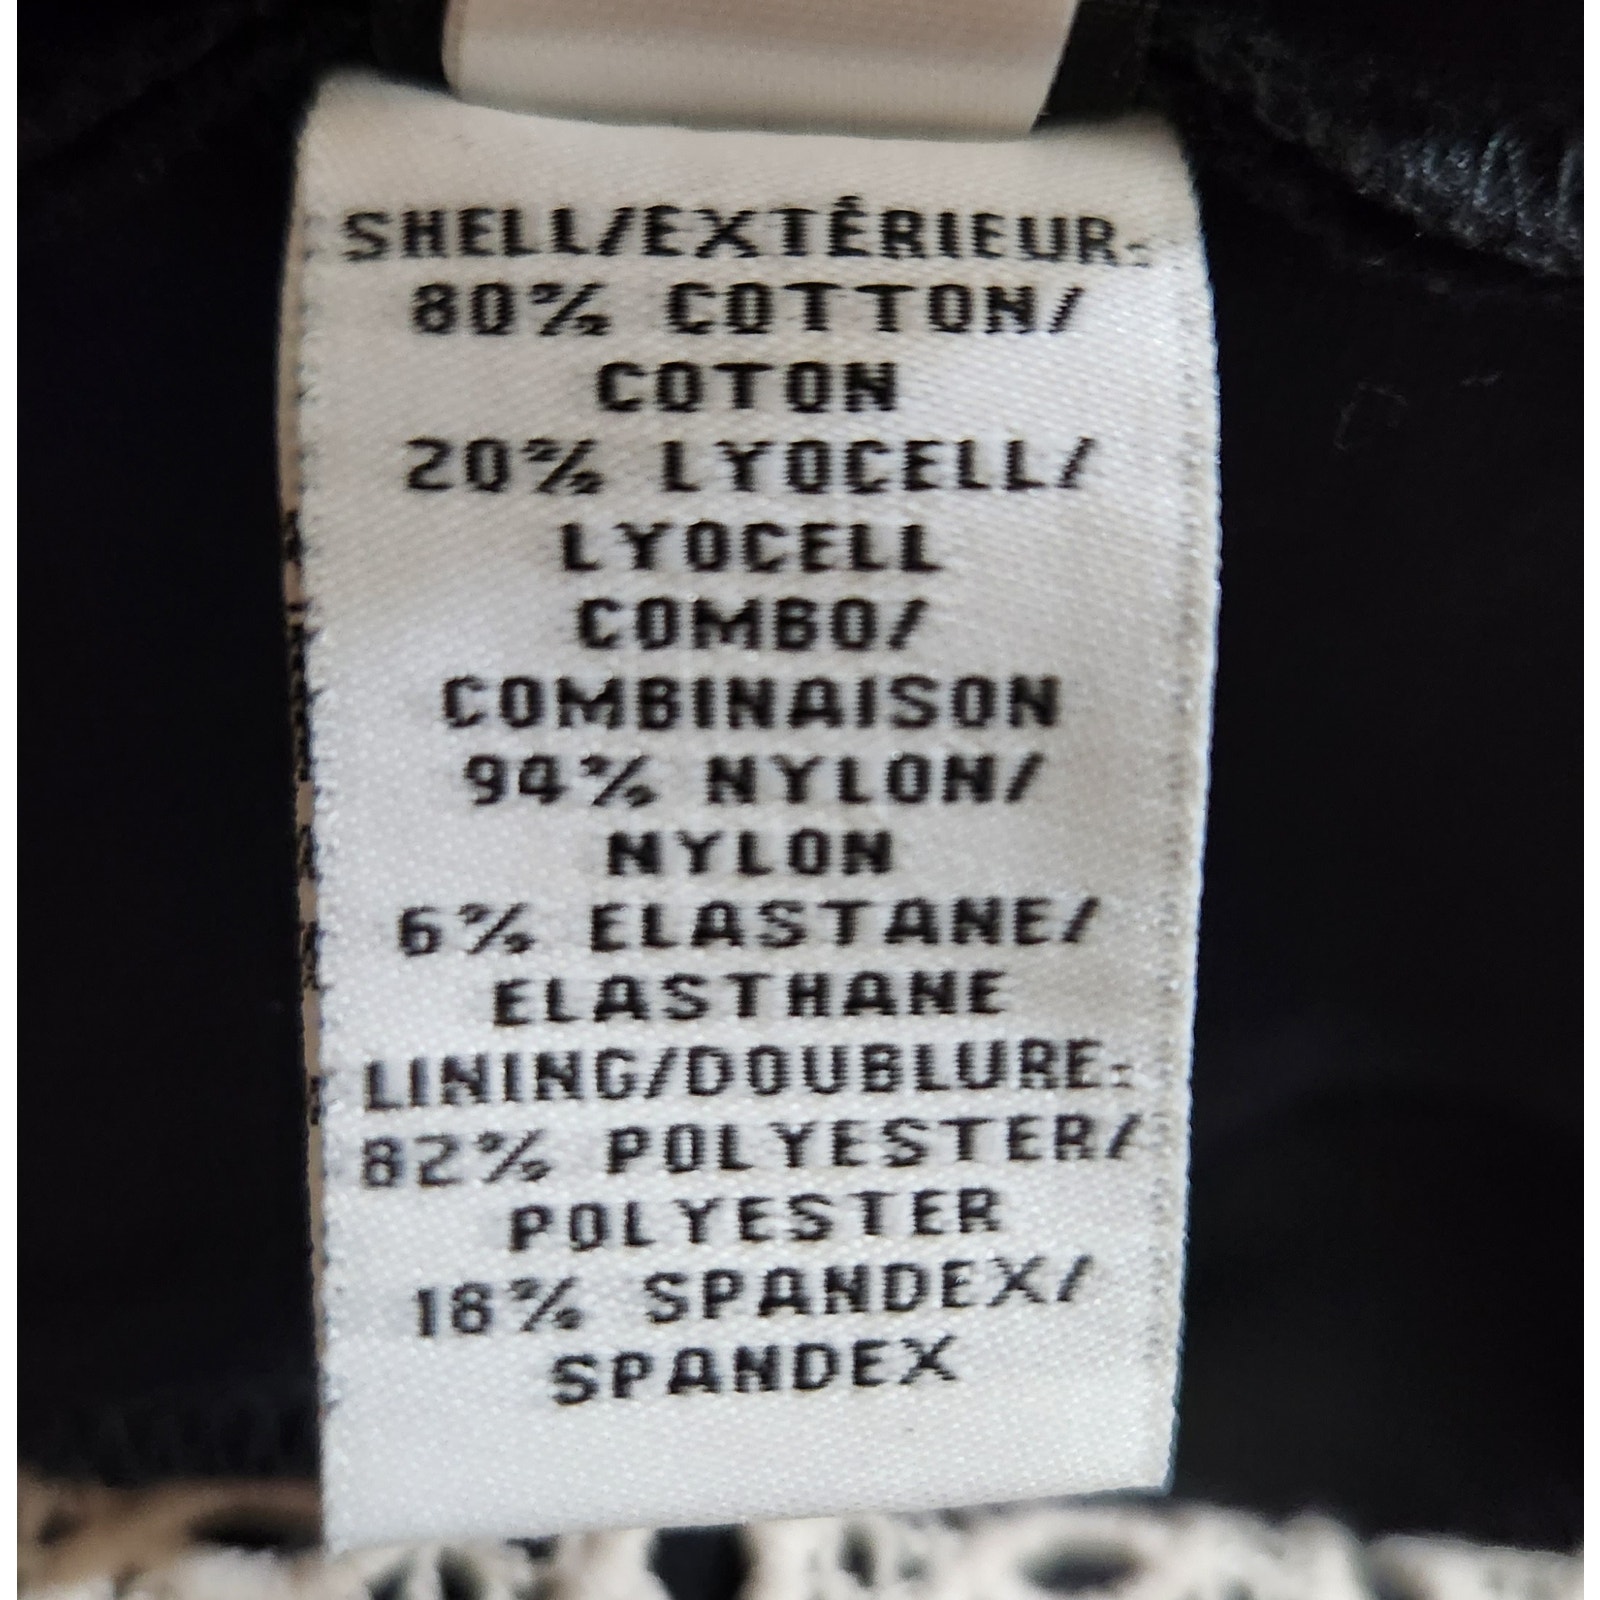 SHELL/EXTÉRIEUR:
80% COTTON/
COTON
20% LYOCELL/
LYOCELL
COMBO/
COMBINAISON
94% NYLON/
NYLON
6% ELASTANE/
ELASTHANE
LINING/DOUBLURE:
82% POLYESTER/
POLYESTER
18% SPANDEX/
SPANDEX